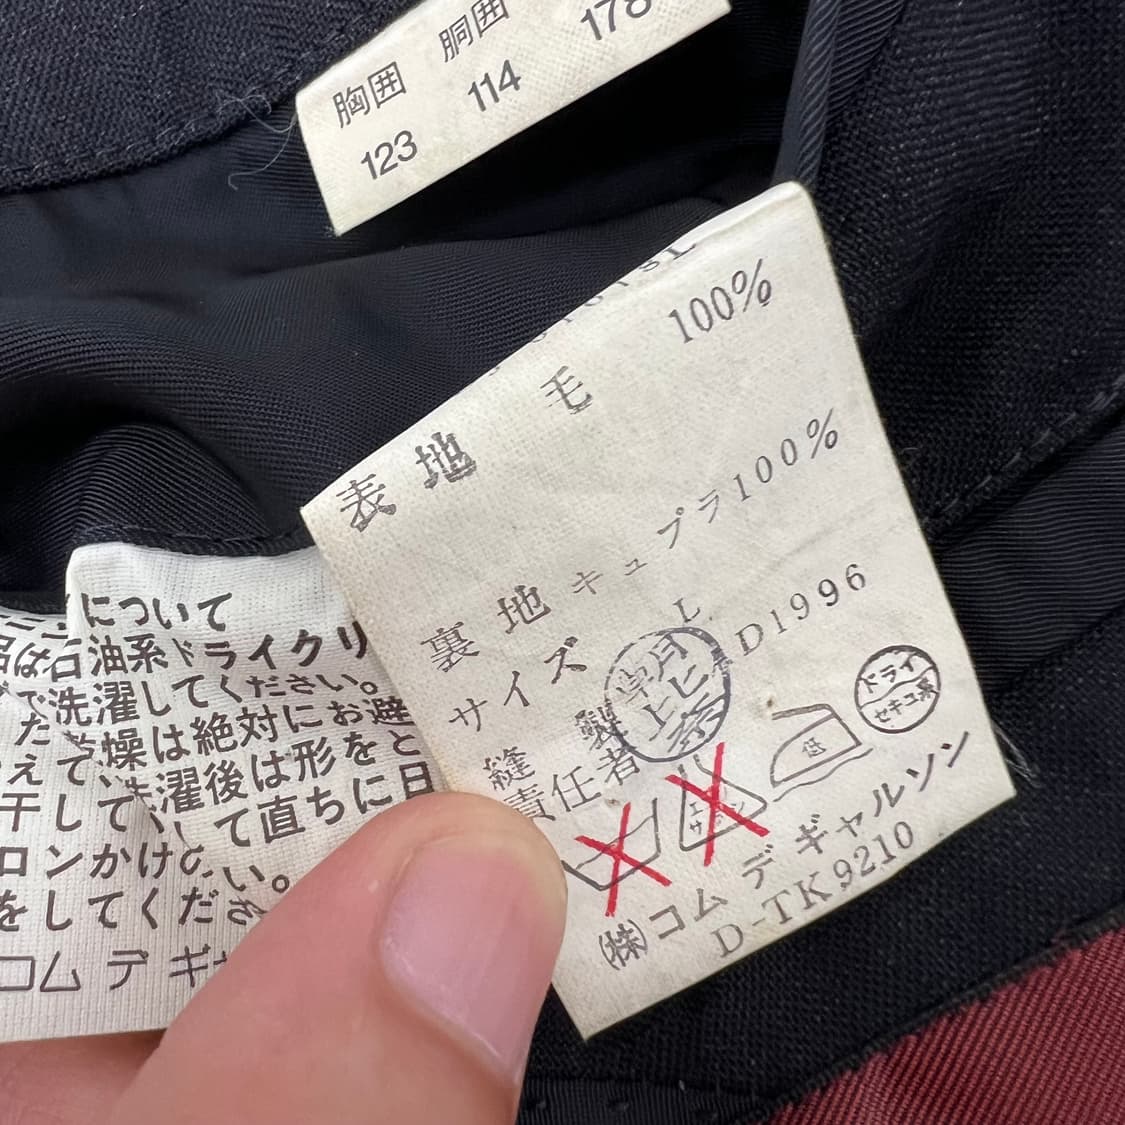 胸囲 胴囲
123 114 178
表地 毛 100%
裏地 キュプラ100%
サイズ L
縫製 AD1996
責任者
ドライ
セキユ系
低
㈱コム デ ギャルソン
D-TK9210
について
品は石油系ドライクリ
で洗濯してください。
乾燥は絶対にお避
洗濯後は形をと
して直ちに日
ロンかけの
をしてください。
コム デ ギャ